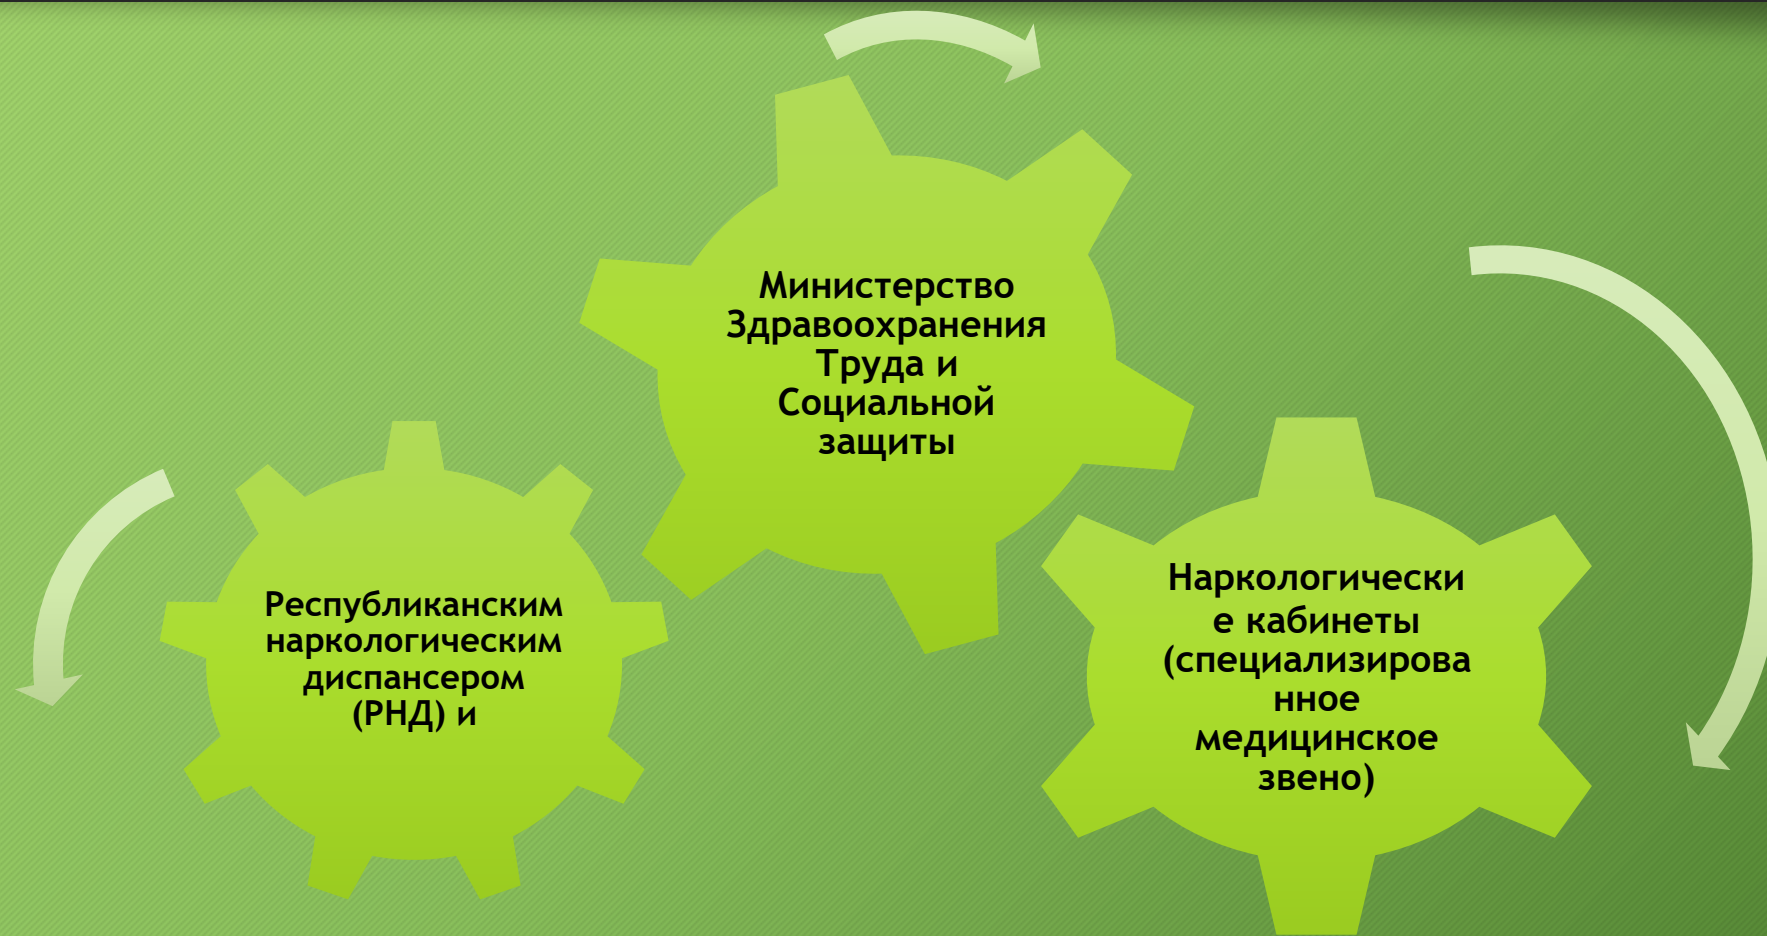 Министерство
Здравоохранения
Труда и
Социальной
защиты
Республиканским
наркологическим
диспансером
(РНД) и
Наркологически
е кабинеты
(специализирова
нное
медицинское
звено)